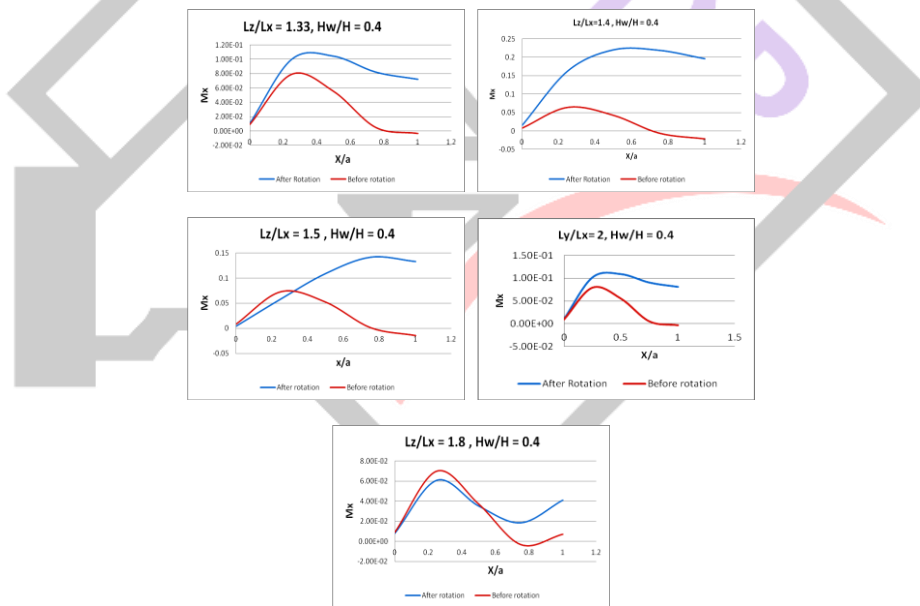 Lz/Lx = 1.33, Hw/H = 0.4
1.20E-01
1.00E-01
8.00E-02
6.00E-02
4.00E-02
2.00E-02
0.00E+00
-2.00E-02
Mx
0 0.2 0.4 0.6 0.8 1 1.2
X/a
After Rotation Before rotation
Lz/Lx=1.4 , Hw/H=0.4
0.25
0.2
0.15
0.1
0.05
0
-0.05
Mx
0 0.2 0.4 0.6 0.8 1 1.2
X/a
After Rotation Before rotation
Lz/Lx = 1.5 , Hw/H = 0.4
0.15
0.1
0.05
0
-0.05
Mx
0 0.2 0.4 0.6 0.8 1 1.2
x/a
After rotation Before rotation
Ly/Lx= 2, Hw/H = 0.4
1.50E-01
1.00E-01
5.00E-02
0.00E+00
-5.00E-02
Mx
0 0.5 1 1.5
X/a
After Rotation Before rotation
Lz/Lx = 1.8 , Hw/H = 0.4
8.00E-02
6.00E-02
4.00E-02
2.00E-02
0.00E+00
-2.00E-02
Mx
0 0.2 0.4 0.6 0.8 1 1.2
X/a
After rotation Before rotation